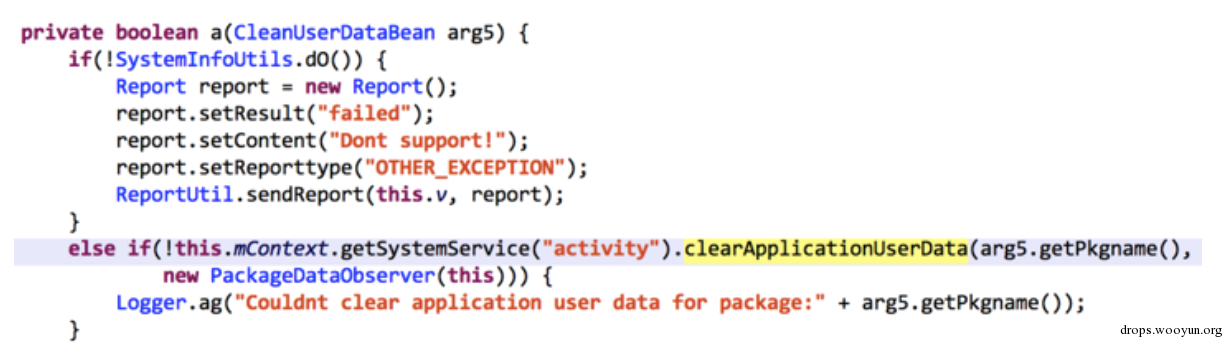 private boolean a(CleanUserDataBean arg5) {
    if(!SystemInfoUtils.dO()) {
        Report report = new Report();
        report.setResult("failed");
        report.setContent("Dont support!");
        report.setReporttype("OTHER_EXCEPTION");
        ReportUtil.sendReport(this.v, report);
    }
    else if(!this.mContext.getSystemService("activity").clearApplicationUserData(arg5.getPkgname(),
            new PackageDataObserver(this))) {
        Logger.ag("Couldnt clear application user data for package:" + arg5.getPkgname());
    }
drops.wooyun.org